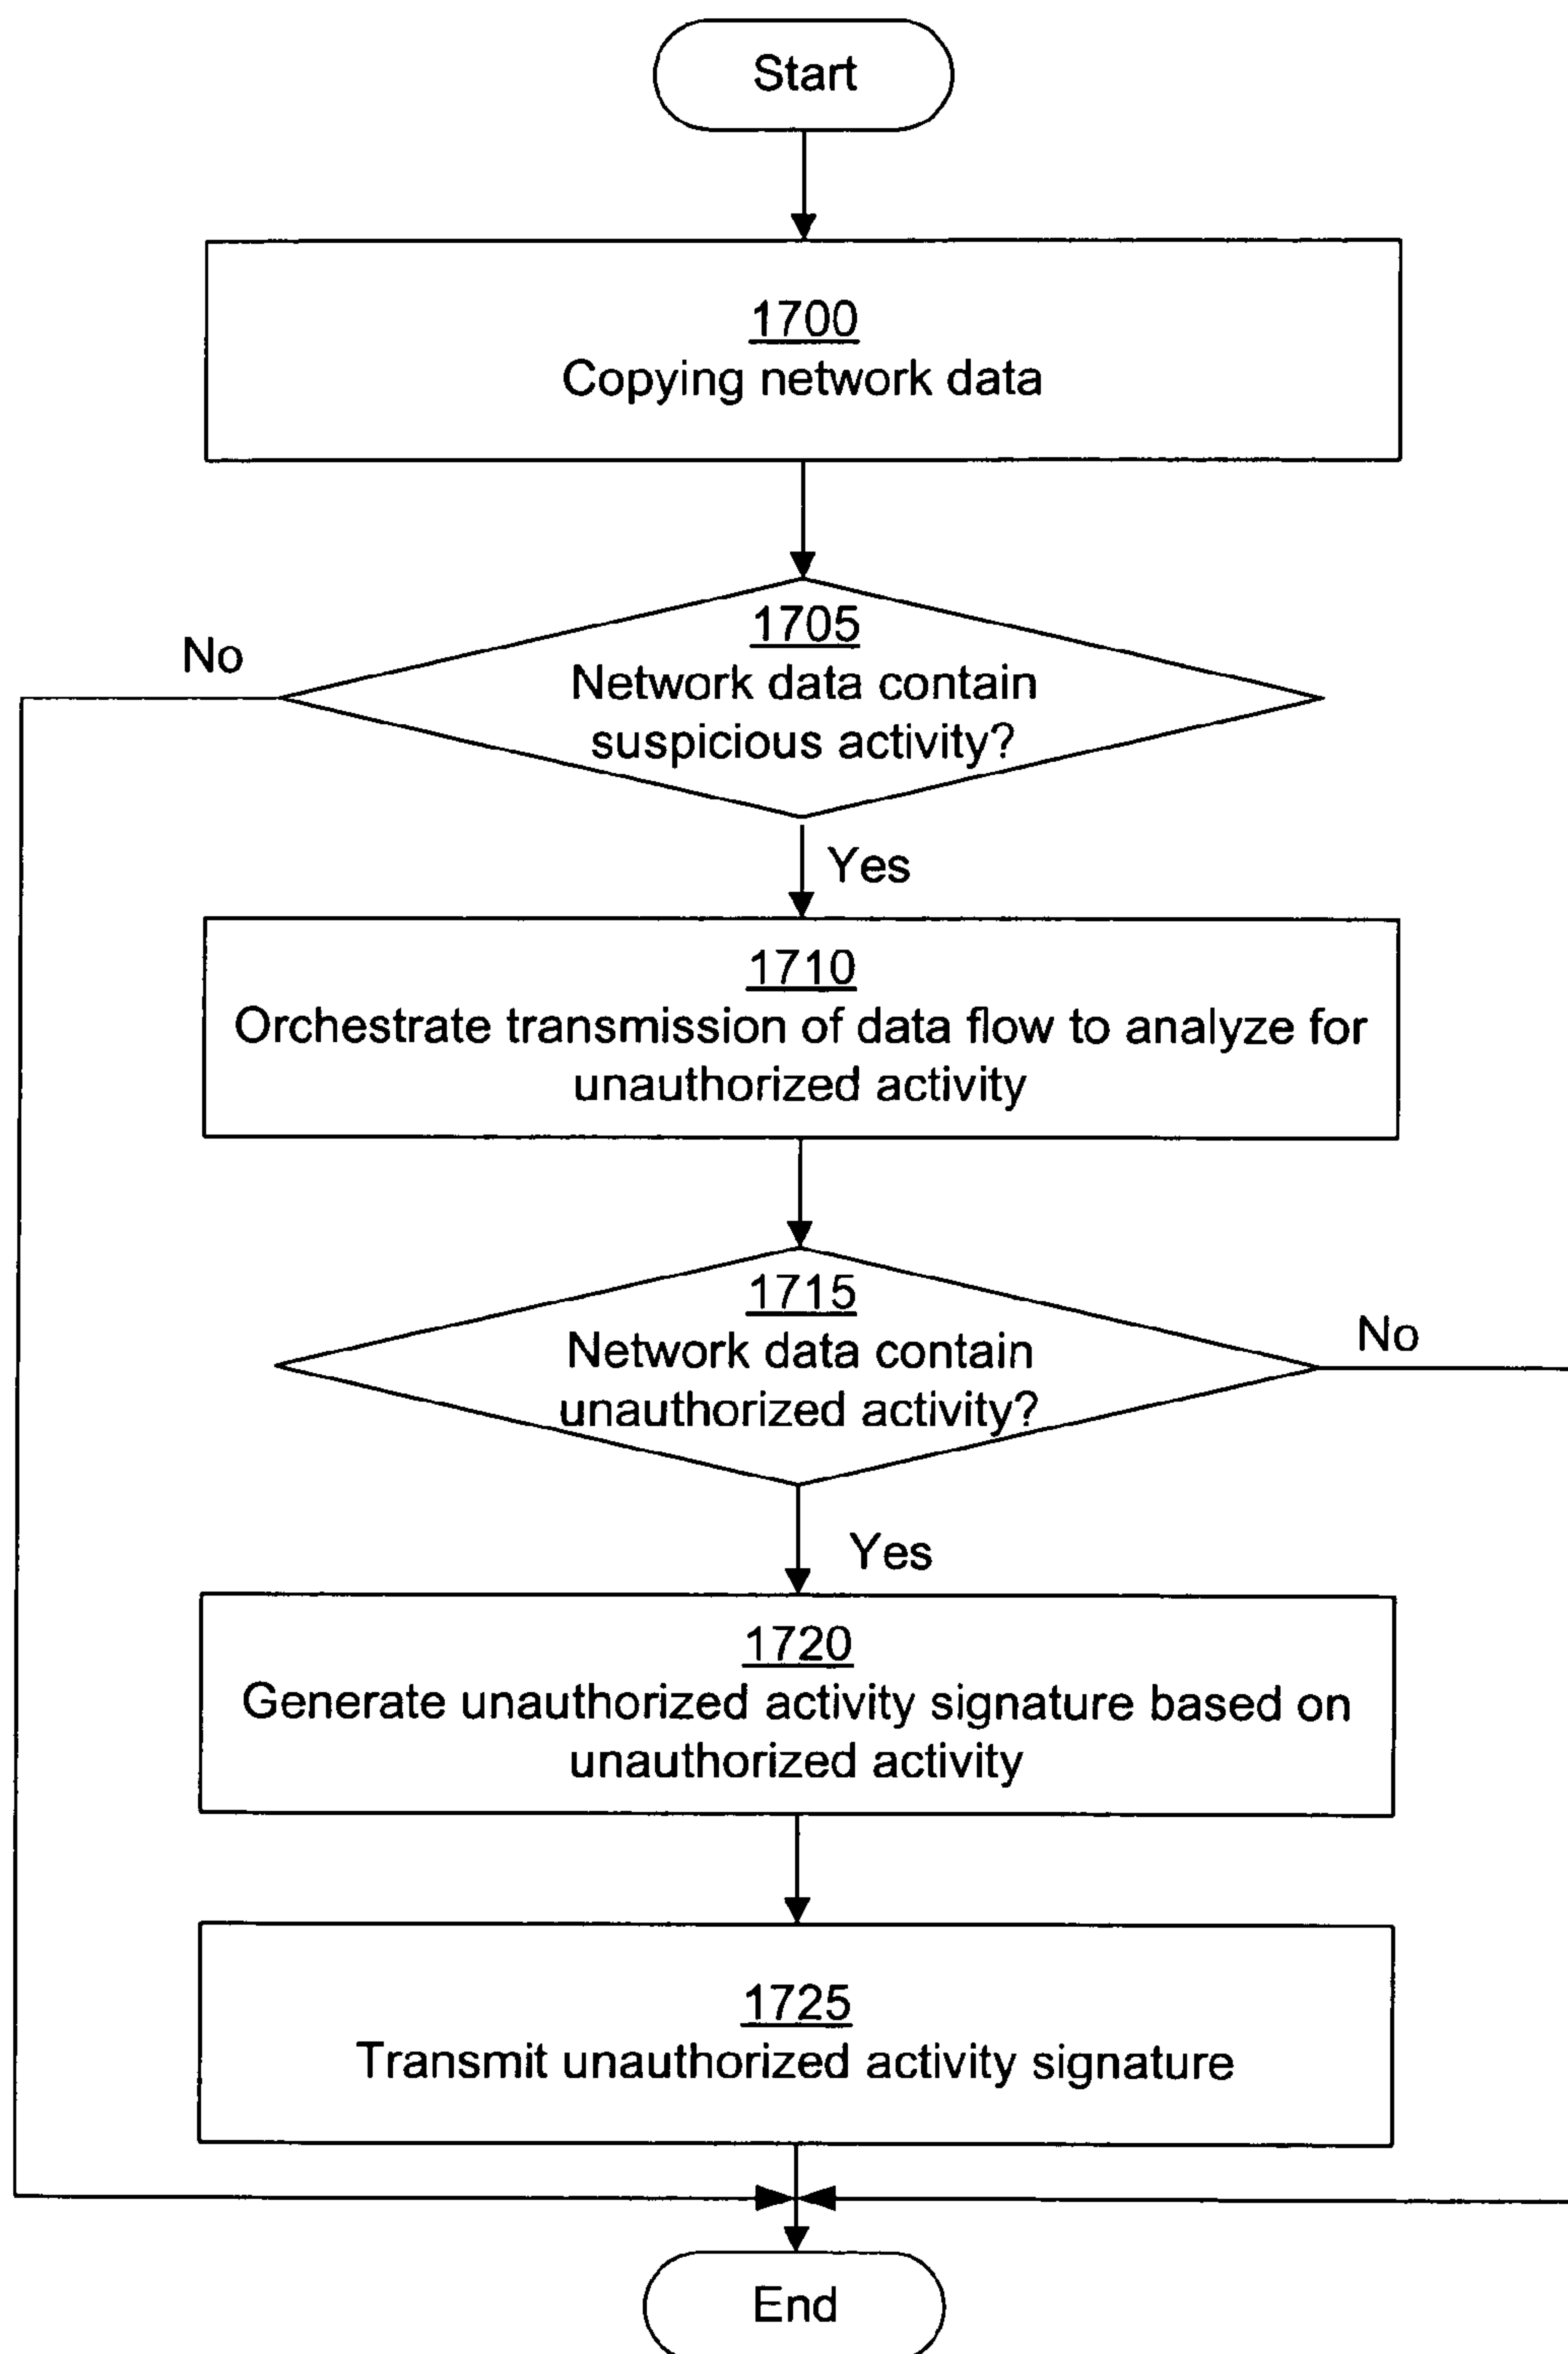 Start
1700
Copying network data
1705
Network data contain
suspicious activity?
No
Yes
1710
Orchestrate transmission of data flow to analyze for
unauthorized activity
1715
Network data contain
unauthorized activity?
No
Yes
1720
Generate unauthorized activity signature based on
unauthorized activity
1725
Transmit unauthorized activity signature
End